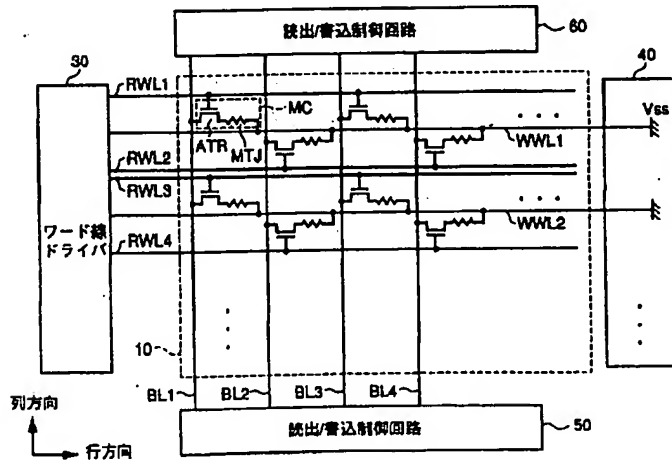 読出/書込制御回路
60
30
40
RWL1
MC
Vss
ATR
MTJ
WWL1
RWL2
RWL3
ワード線
ドライバ
RWL4
WWL2
10
BL1
BL2
BL3
BL4
列方向
行方向
読出/書込制御回路
50